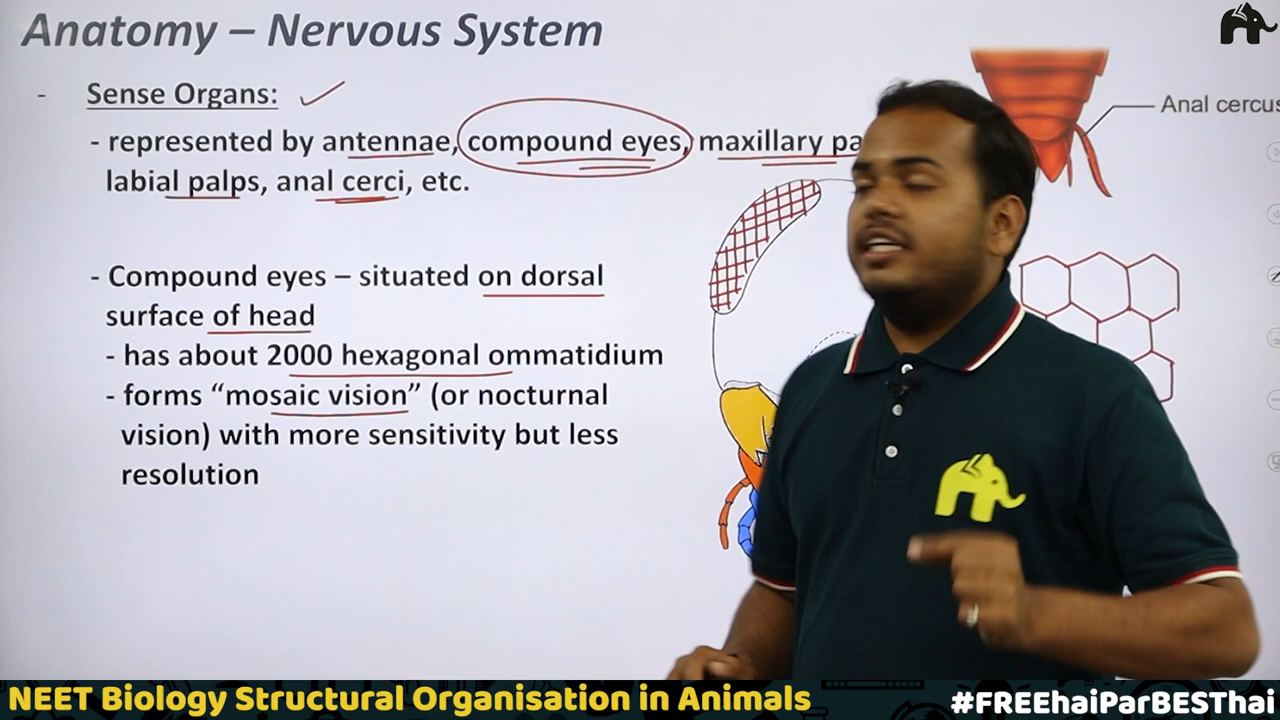 Anatomy – Nervous System
- Sense Organs:
- represented by antennae, compound eyes, maxillary
labial palps, anal cerci, etc.
Anal cercus
- Compound eyes – situated on dorsal
surface of head
- has about 2000 hexagonal ommatidium
- forms “mosaic vision” (or nocturnal
vision) with more sensitivity but less
resolution
NEET Biology Structural Organisation in Animals
#FREEhaiParBESThai